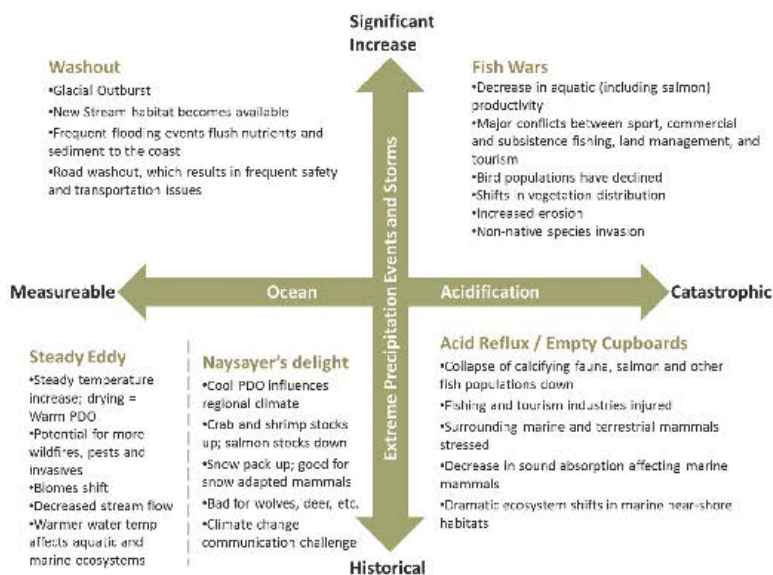 Significant
Increase
Washout
•Glacial Outburst
•New Stream habitat becomes available
•Frequent flooding events flush nutrients and
sediment to the coast
•Road washout, which results in frequent safety
and transportation issues
Fish Wars
•Decrease in aquatic (including salmon)
productivity
•Major conflicts between sport, commercial
and subsistence fishing, land management, and
tourism
•Bird populations have declined
•Shifts in vegetation distribution
•Increased erosion
•Non-native species invasion
Extreme Precipitation Events and Storms
Measureable
Ocean
Acidification
Catastrophic
Steady Eddy
•Steady temperature
increase; drying =
Warm PDO
•Potential for more
wildfires, pests and
invasives
•Biomes shift
•Decreased stream flow
•Warmer water temp
affects aquatic and
marine ecosystems
Naysayer's delight
•Cool PDO influences
regional climate
•Crab and shrimp stocks
up; salmon stocks down
•Snow pack up; good for
snow adapted mammals
•Bad for wolves, deer, etc.
•Climate change
communication challenge
Acid Reflux / Empty Cupboards
•Collapse of calcifying fauna, salmon and other
fish populations down
•Fishing and tourism industries injured
•Surrounding marine and terrestrial mammals
stressed
•Decrease in sound absorption affecting marine
mammals
•Dramatic ecosystem shifts in marine near-shore
habitats
Historical